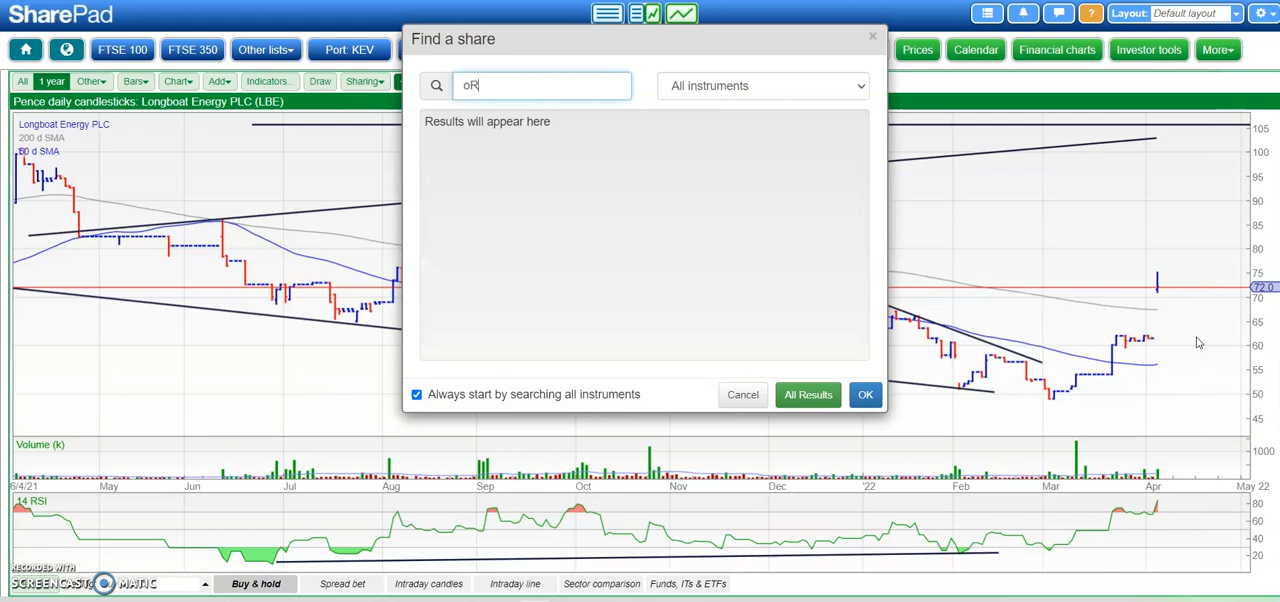 SharePad
?
Layout: Default layout
FTSE 100
FTSE 350
Other lists
Port: KEV
Prices
Calendar
Financial charts
Investor tools
More
All
1 year
Other
Bars
Chart
Add
Indicators...
Draw
Sharing
Pence daily candlesticks: Longboat Energy PLC (LBE)
Longboat Energy PLC
200 d SMA
d SMA
Find a share
×
oR
All instruments
Results will appear here
Always start by searching all instruments
Cancel
All Results
OK
105
100
95
90
85
80
75
72.0
70
65
60
55
50
45
Volume (k)
1000
6/4/21
May
Jun
Jul
Aug
Sep
Oct
Nov
Dec
'22
Feb
Mar
Apr
May 22
14 RSI
80
60
40
20
RECORDED WITH
SCREENCAST MATIC
Buy & hold
Spread bet
Intraday candles
Intraday line
Sector comparison
Funds, ITs & ETFs